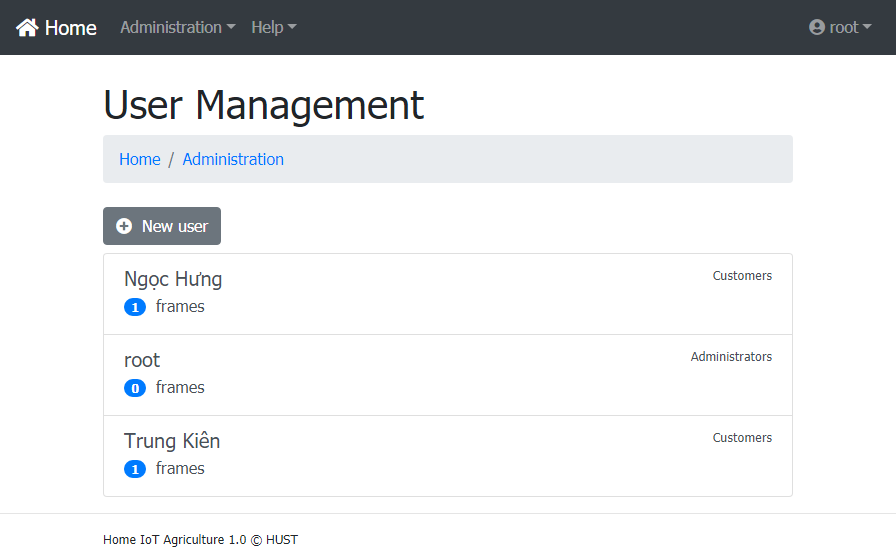 Home Administration Help root
User Management
Home / Administration
New user
Ngọc Hưng Customers
1 frames
root Administrators
0 frames
Trung Kiên Customers
1 frames
Home IoT Agriculture 1.0 © HUST